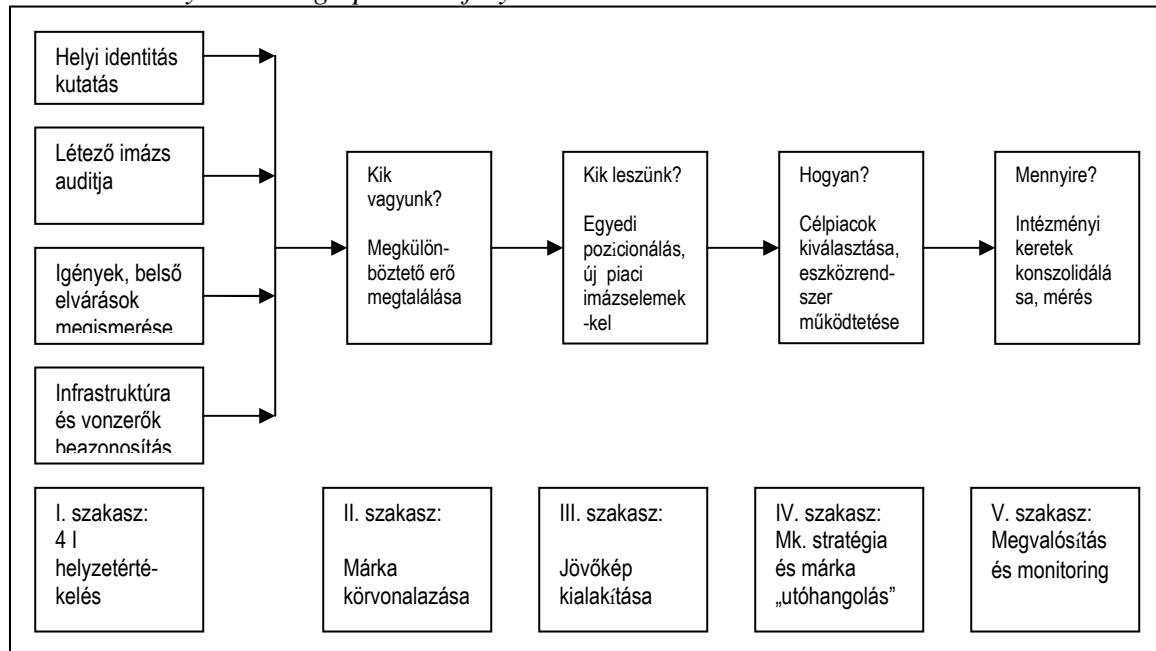 Helyi identitás
kutatás
Létező imázs
auditja
Igények, belső
elvárások
megismerése
Infrastruktúra
és vonzerők
beazonosítás
Kik
vagyunk?
Megkülön-
böztető erő
megtalálása
Kik leszünk?
Egyedi
pozícionálás,
új piaci
imázselemek
-kel
Hogyan?
Célpiacok
kiválasztása,
eszközrend-
szer
működtetése
Mennyire?
Intézményi
keretek
konszolidálá
sa, mérés
I. szakasz:
4 I
helyzetérté-
kelés
II. szakasz:
Márka
körvonalazása
III. szakasz:
Jövőkép
kialakítása
IV. szakasz:
Mk. stratégia
és márka
„utóhangolás”
V. szakasz:
Megvalósítás
és monitoring